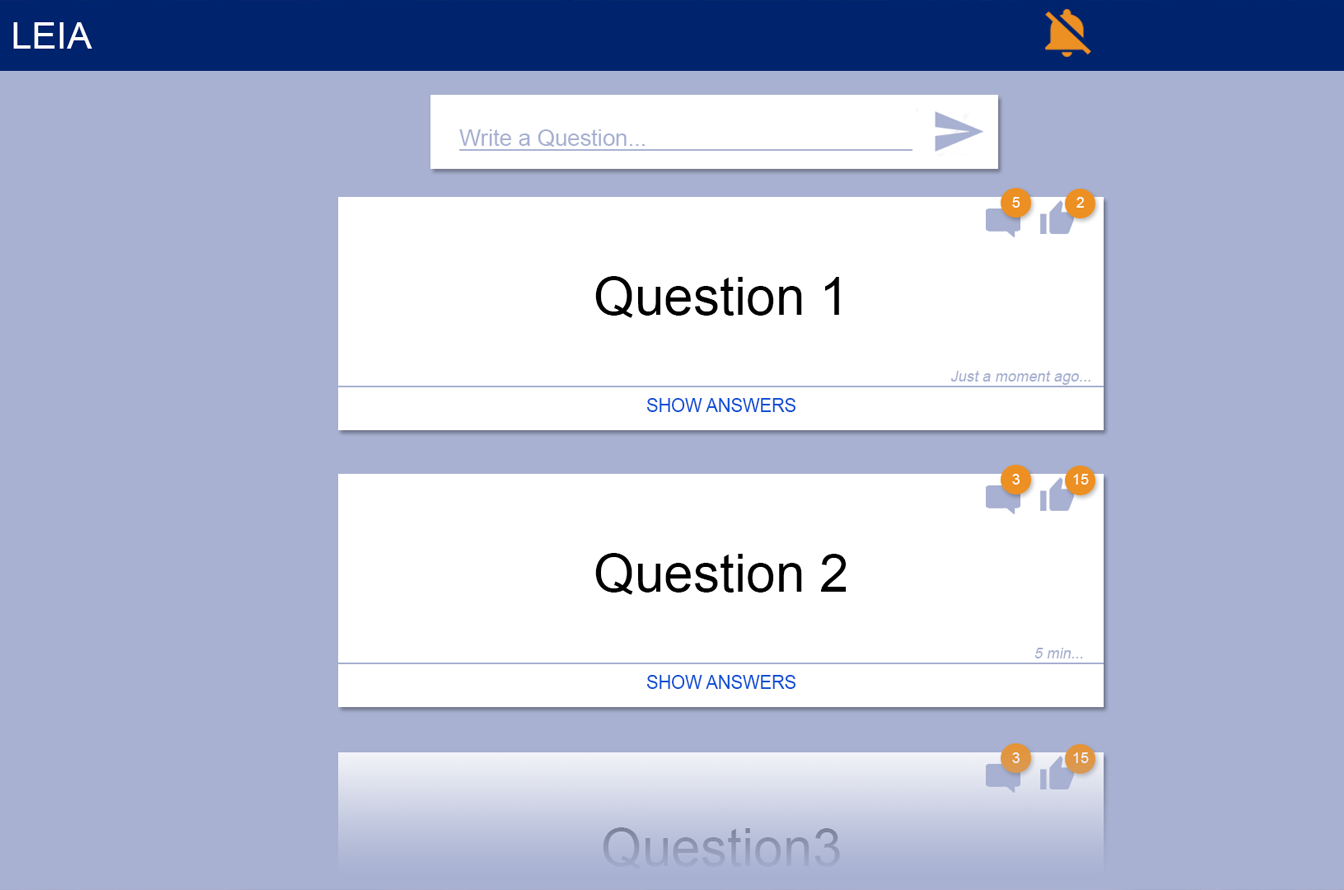 LEIA
Write a Question...
5 2
Question 1
Just a moment ago...
SHOW ANSWERS
3 15
Question 2
5 min...
SHOW ANSWERS
3 15
Question3